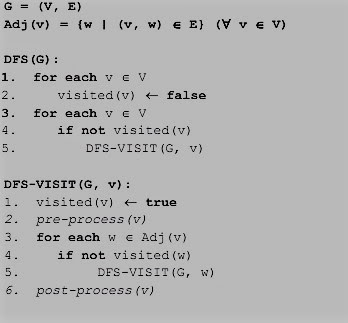 G = (V, E)
Adj(v) = {w | (v, w) ∈ E} (∀ v ∈ V)
DFS(G):
1. for each v ∈ V
2. visited(v) ← false
3. for each v ∈ V
4. if not visited(v)
5. DFS-VISIT(G, v)
DFS-VISIT(G, v):
1. visited(v) ← true
2. pre-process(v)
3. for each w ∈ Adj(v)
4. if not visited(w)
5. DFS-VISIT(G, w)
6. post-process(v)